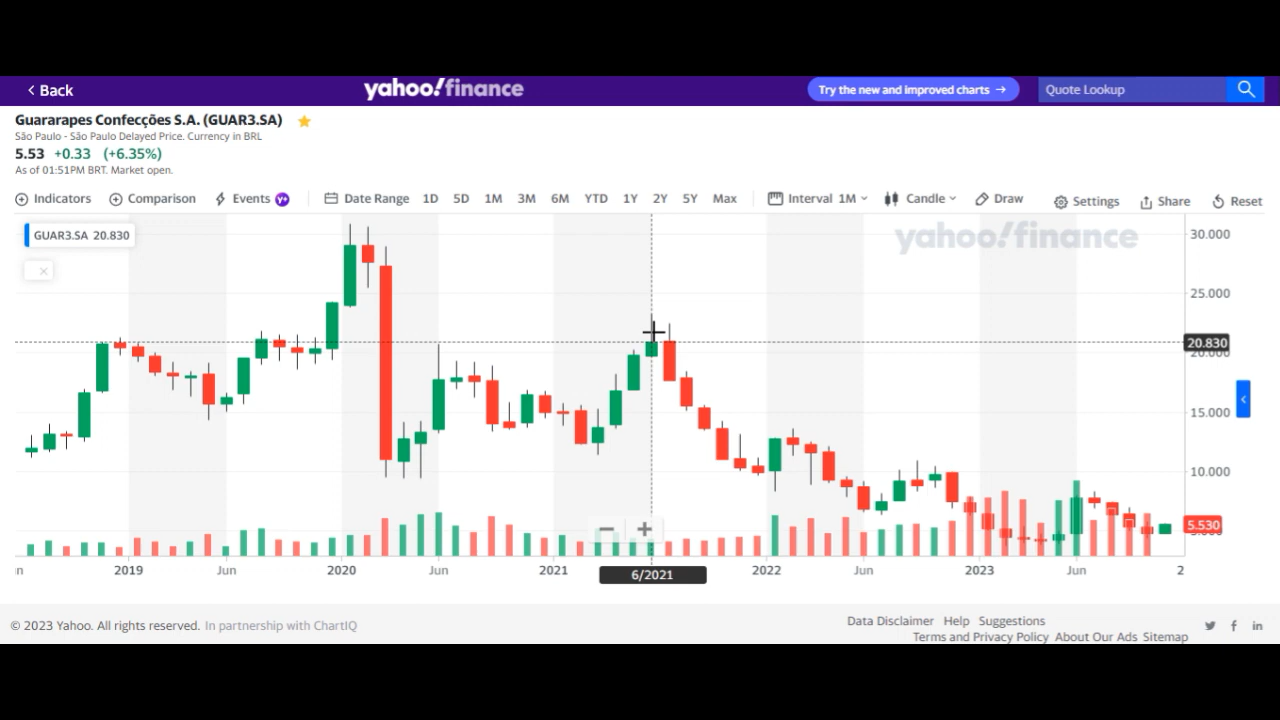 < Back
yahoo!finance
Try the new and improved charts →
Quote Lookup
Guararapes Confecções S.A. (GUAR3.SA)
São Paulo - São Paulo Delayed Price. Currency in BRL
5.53 +0.33 (+6.35%)
As of 01:51PM BRT. Market open.
Indicators Comparison Events Y+ Date Range 1D 5D 1M 3M 6M YTD 1Y 2Y 5Y Max Interval 1M Candle Draw Settings Share Reset
GUAR3.SA 20.830
yahoo!finance
30.000
25.000
20.830
20.000
15.000
10.000
5.530
5.000
n 2019 Jun 2020 Jun 2021 6/2021 2022 Jun 2023 Jun 2
© 2023 Yahoo. All rights reserved. In partnership with ChartIQ
Data Disclaimer Help Suggestions
Terms and Privacy Policy About Our Ads Sitemap